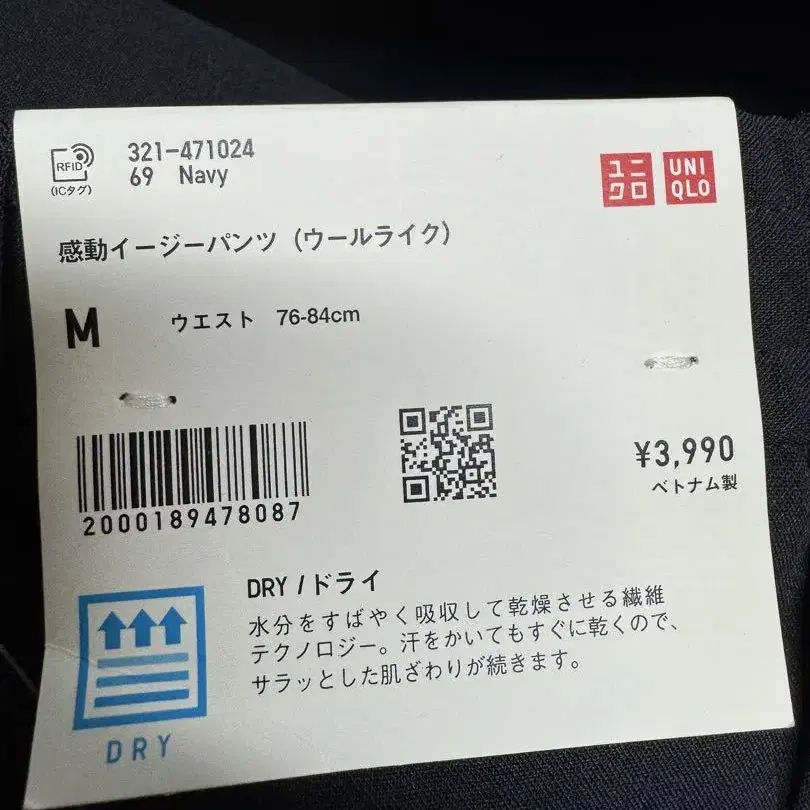 RFID
(ICタグ)
321-471024
69 Navy
ユニ
クロ
UNI
QLO
感動イージーパンツ（ウールライク）
M ウエスト 76-84cm
2000189478087
¥3,990
ベトナム製
DRY / ドライ
水分をすばやく吸収して乾燥させる繊維
テクノロジー。汗をかいてもすぐに乾くので、
サラッとした肌ざわりが続きます。
DRY